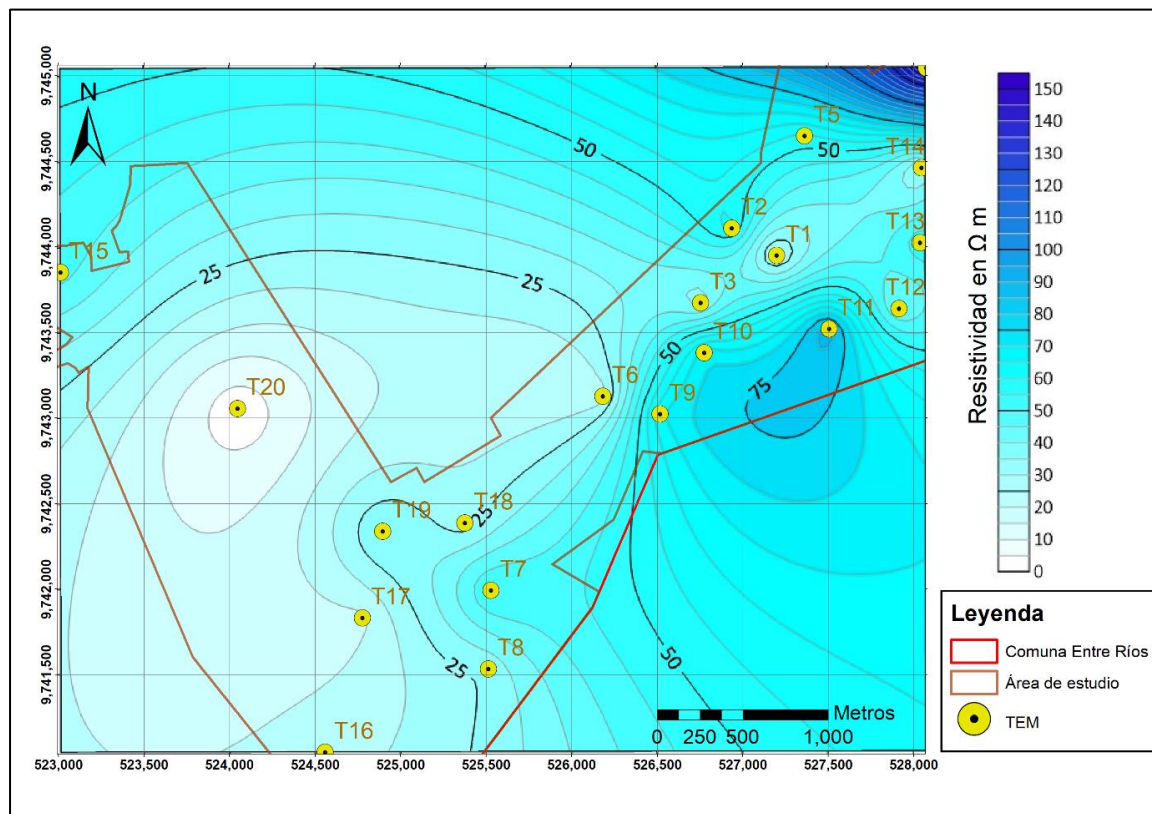 9,745,000
N
T5
50
50
T14
9,744,500
T2
T13
9,744,000
T15
25
25
T1
T3
T12
T11
9,743,500
50
T10
75
T6
T20
T9
9,743,000
9,742,500
T19
T18
25
T7
9,742,000
T17
T8
25
50
9,741,500
T16
Metros
0 250 500 1,000
523,000 523,500 524,000 524,500 525,000 525,500 526,000 526,500 527,000 527,500 528,000
Resistividad en Ω m
150
140
130
120
110
100
90
80
70
60
50
40
30
20
10
0
Leyenda
Comuna Entre Ríos
Área de estudio
TEM